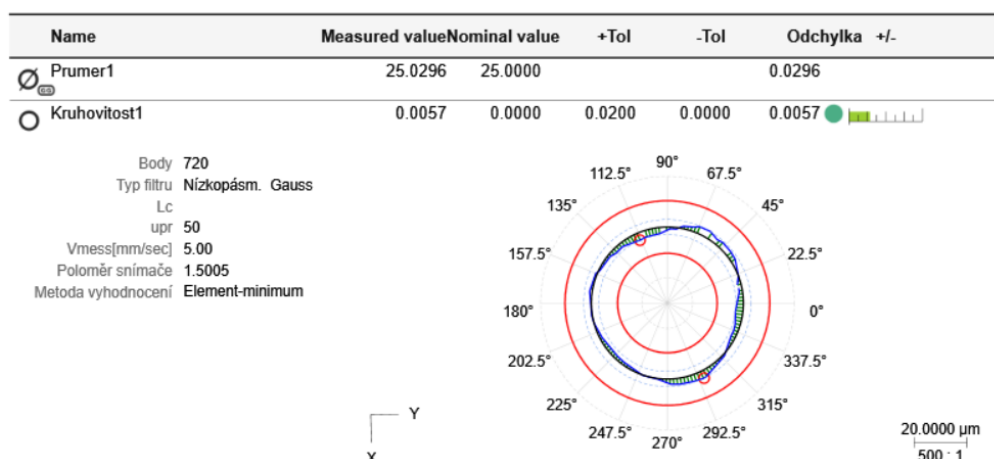 Name Measured value Nominal value +Tol -Tol Odchylka +/-
Prumer1 25.0296 25.0000 0.0296
Kruhovitost1 0.0057 0.0000 0.0200 0.0000 0.0057
Body 720
Typ filtru Nízkopásm. Gauss
Lc
upr 50
Vmess[mm/sec] 5.00
Poloměr snímače 1.5005
Metoda vyhodnocení Element-minimum
90°
112.5° 67.5°
135° 45°
157.5° 22.5°
180° 0°
202.5° 337.5°
225° 315°
247.5° 292.5°
270°
Y
X
20.0000 µm
500 : 1